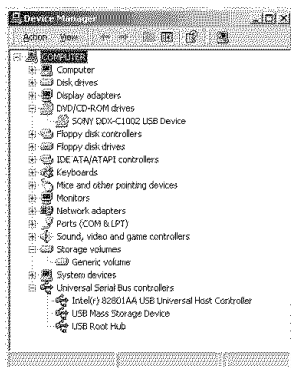 Device Manager
Action View
COMPUTER
Computer
Disk drives
Display adapters
DVD/CD-ROM drives
SONY DDX-C1002 USB Device
Floppy disk controllers
Floppy disk drives
IDE ATA/ATAPI controllers
Keyboards
Mice and other pointing devices
Monitors
Network adapters
Ports (COM & LPT)
Sound, video and game controllers
Storage volumes
Generic volume
System devices
Universal Serial Bus controllers
Intel(r) 82801AA USB Universal Host Controller
USB Mass Storage Device
USB Root Hub